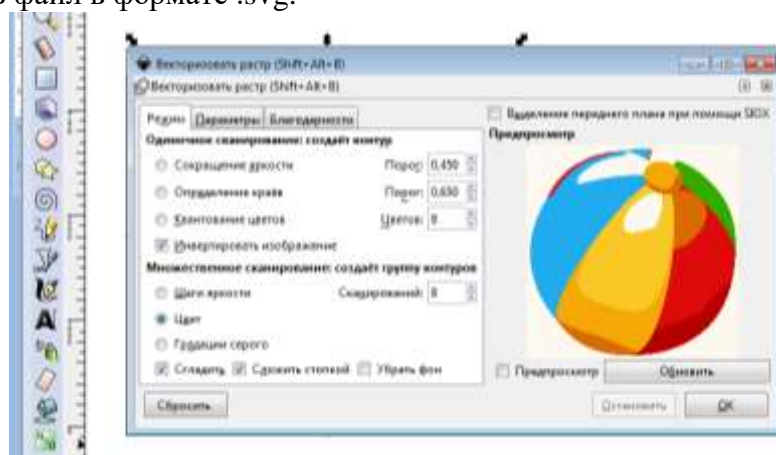 файл в формате .svg.
Векторизовать растр (Shift+Alt+B)
Векторизовать растр (Shift+Alt+B)
Режим Параметры Благодарности
Одиночное сканирование: создаёт контур
Сокращение яркости Порог: 0,450
Определение краёв Порог: 0,650
Квантование цветов Цветов: 8
Инвертировать изображение
Множественное сканирование: создаёт группу контуров
Шаги яркости Сканирований: 8
Цвет
Градации серого
Сгладить Сложить стопкой Убрать фон
Выделение переднего плана при помощи SIOX
Предпросмотр
Предпросмотр Обновить
Сбросить Остановить OK